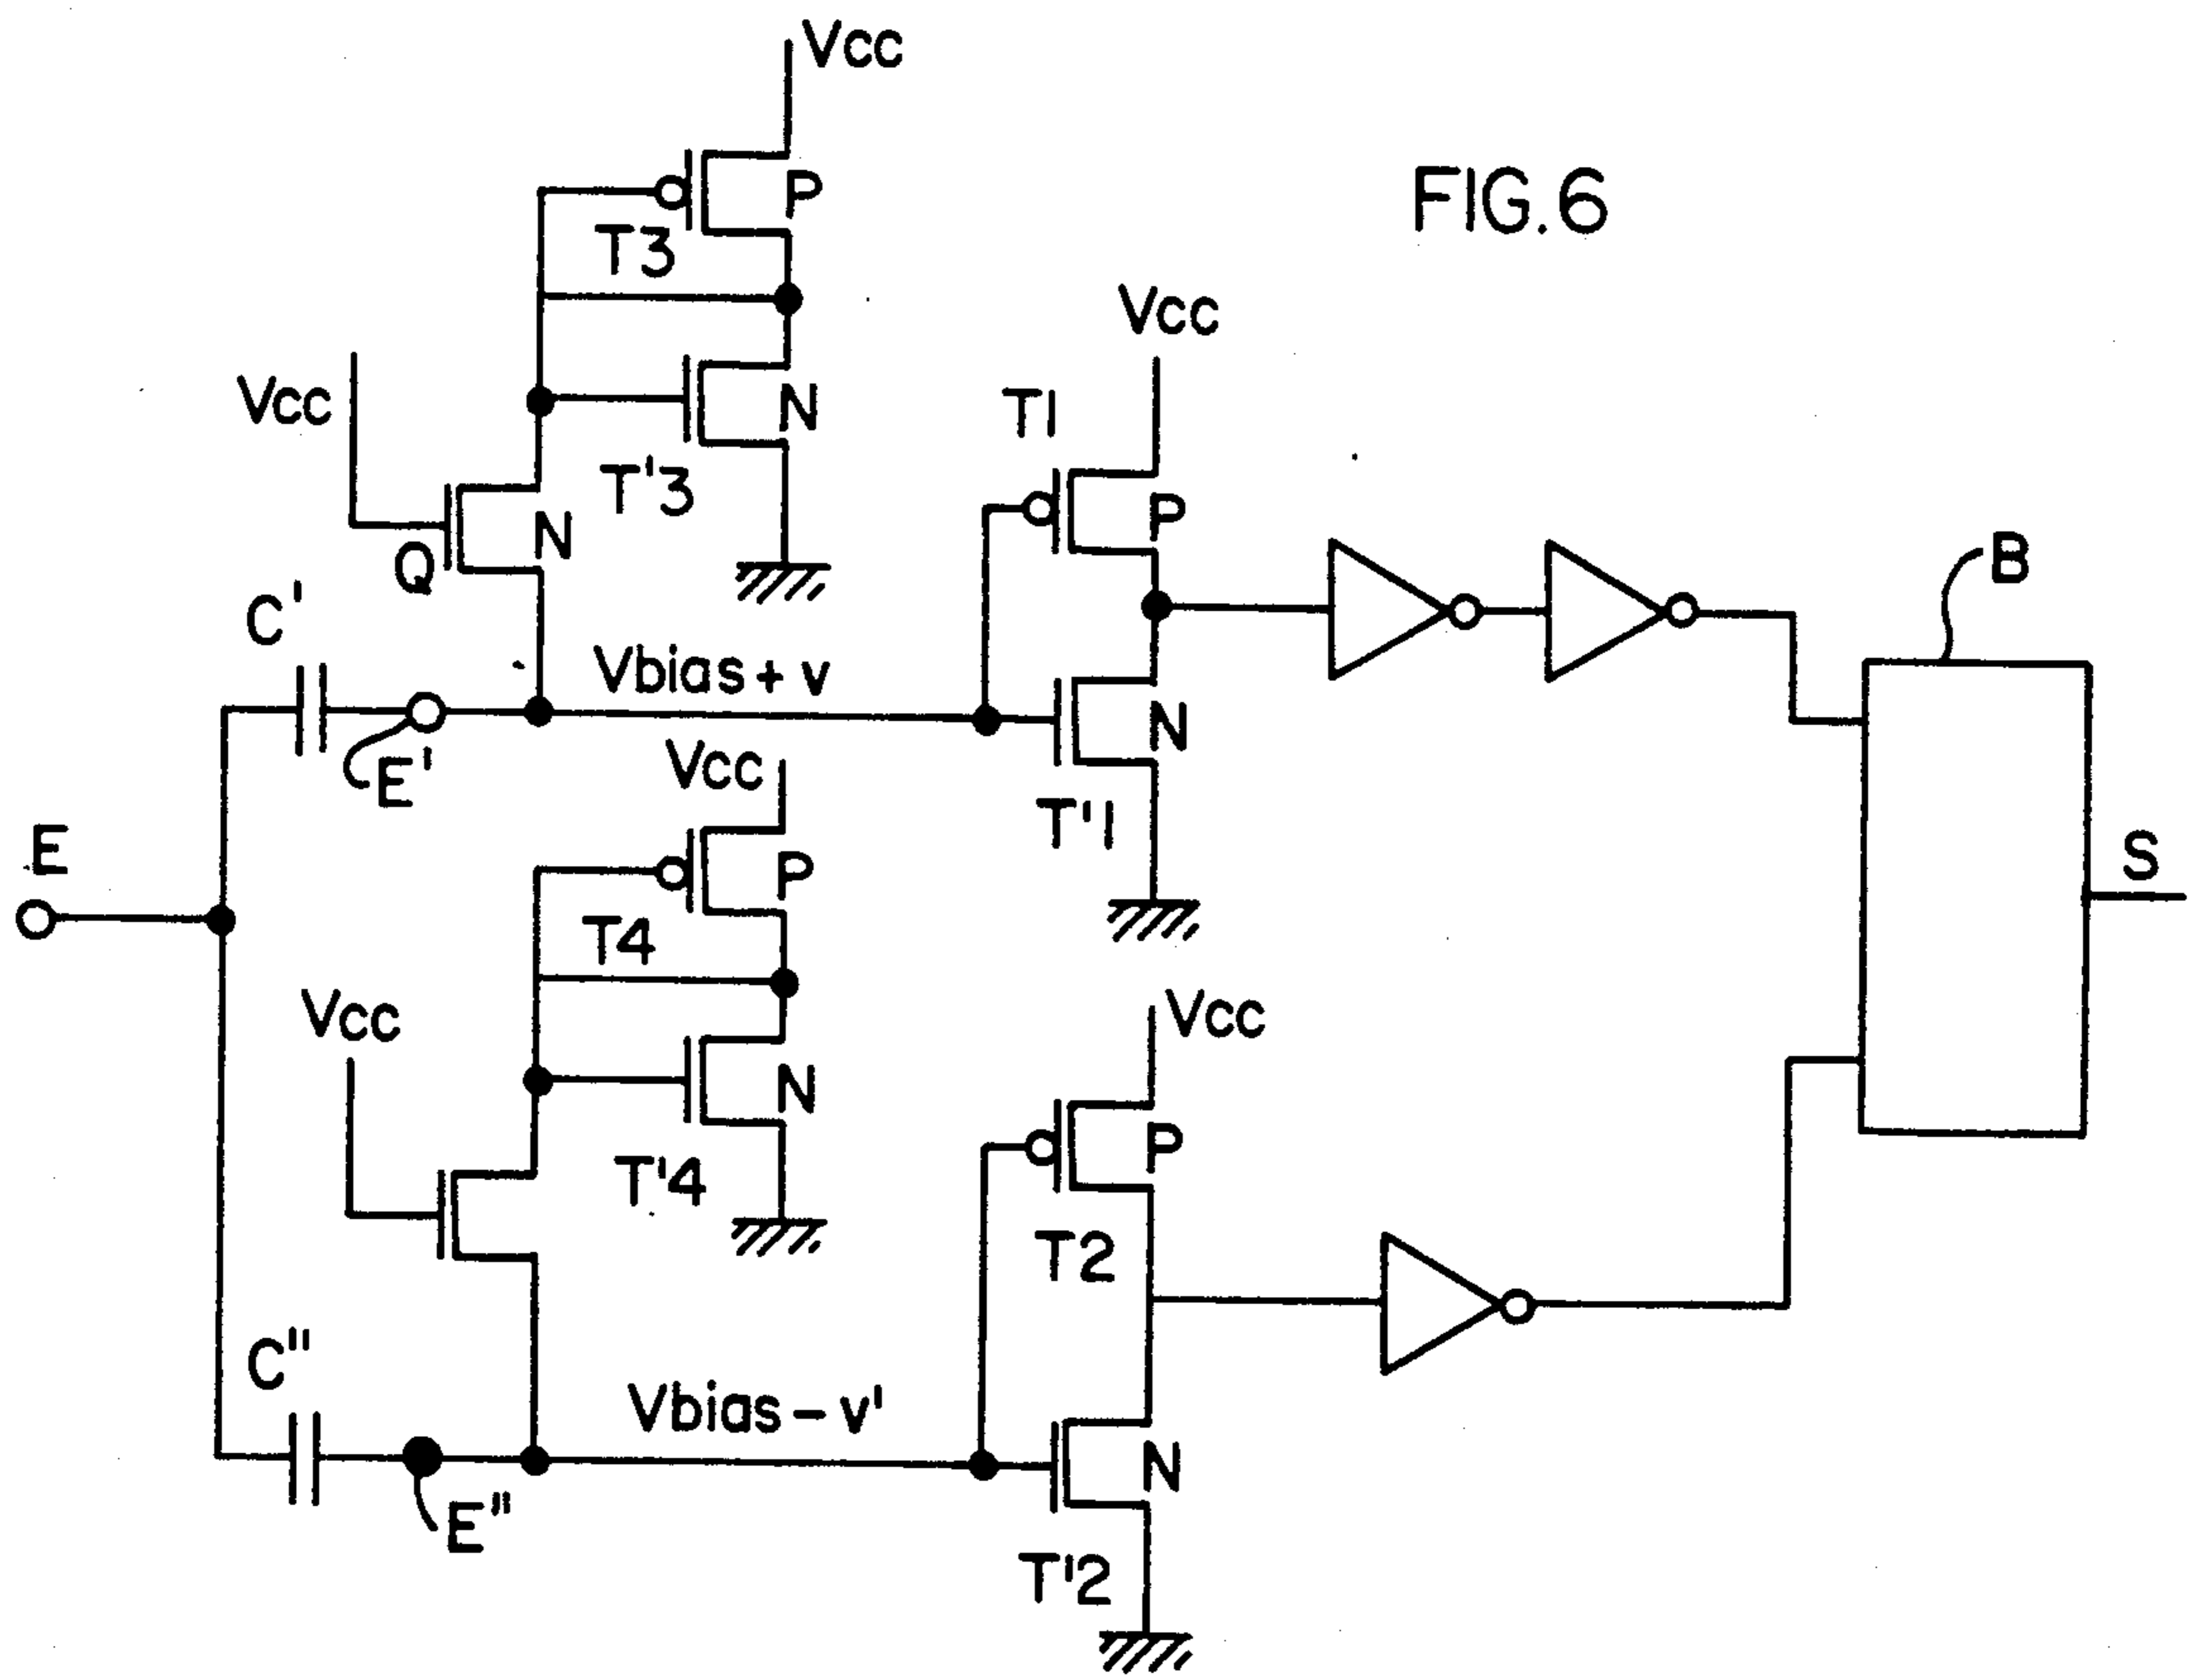 Vcc
P
FIG.6
T3
Vcc
Vcc
N
T1
T'3
P
N
Q
B
C'
Vbias+v
N
E'
Vcc
T'1
E
P
S
T4
Vcc
Vcc
N
P
T'4
T2
C"
Vbias-v'
N
E"
T'2